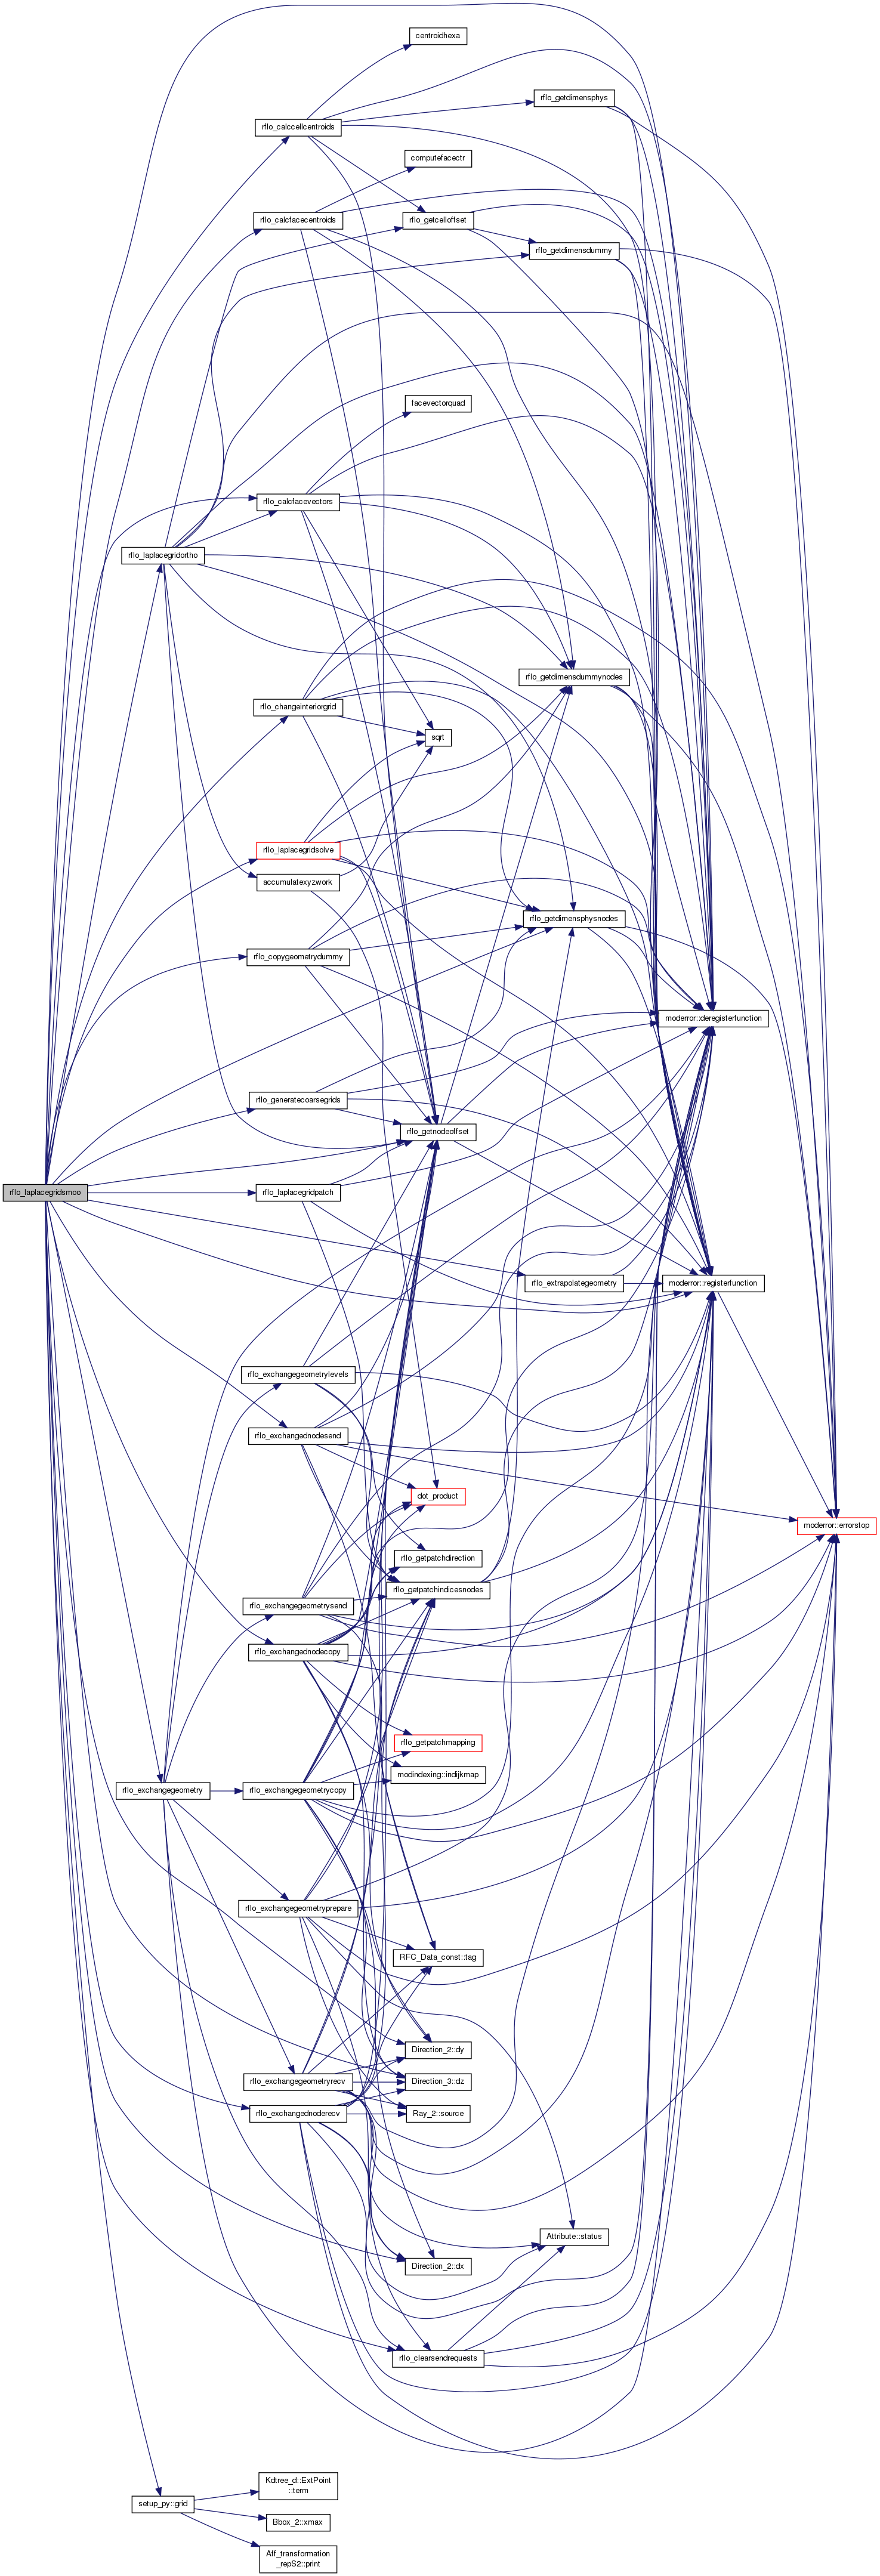 centroidhexa
rflo_getdimensphys
rflo_calccellcentroids
computefacectr
rflo_calcfacecentroids
rflo_getcelloffset
rflo_getdimensdummy
facevectorquad
rflo_calcfacevectors
rflo_laplacegridortho
rflo_getdimensdummynodes
rflo_changeinteriorgrid
sqrt
rflo_laplacegridsolve
accumulatexyzwork
rflo_getdimensphysnodes
rflo_copygeometrydummy
moderror::deregisterfunction
rflo_generatecoarsegrids
rflo_getnodeoffset
rflo_laplacegridsmoo
rflo_laplacegridpatch
rflo_extrapolategeometry
moderror::registerfunction
rflo_exchangegeometrylevels
rflo_exchangednodesend
dot_product
moderror::errorstop
rflo_getpatchdirection
rflo_getpatchindicesnodes
rflo_exchangegeometrysend
rflo_exchangednodecopy
rflo_getpatchmapping
modindexing::indijkmap
rflo_exchangegeometry
rflo_exchangegeometrycopy
rflo_exchangegeometryprepare
RFC_Data_const::tag
Direction_2::dy
rflo_exchangegeometryrecv
Direction_3::dz
rflo_exchangednoderecv
Ray_2::source
Attribute::status
Direction_2::dx
rflo_clearsendrequests
Kdtree_d::ExtPoint
::term
setup_py::grid
Bbox_2::xmax
Aff_transformation
_repS2::print